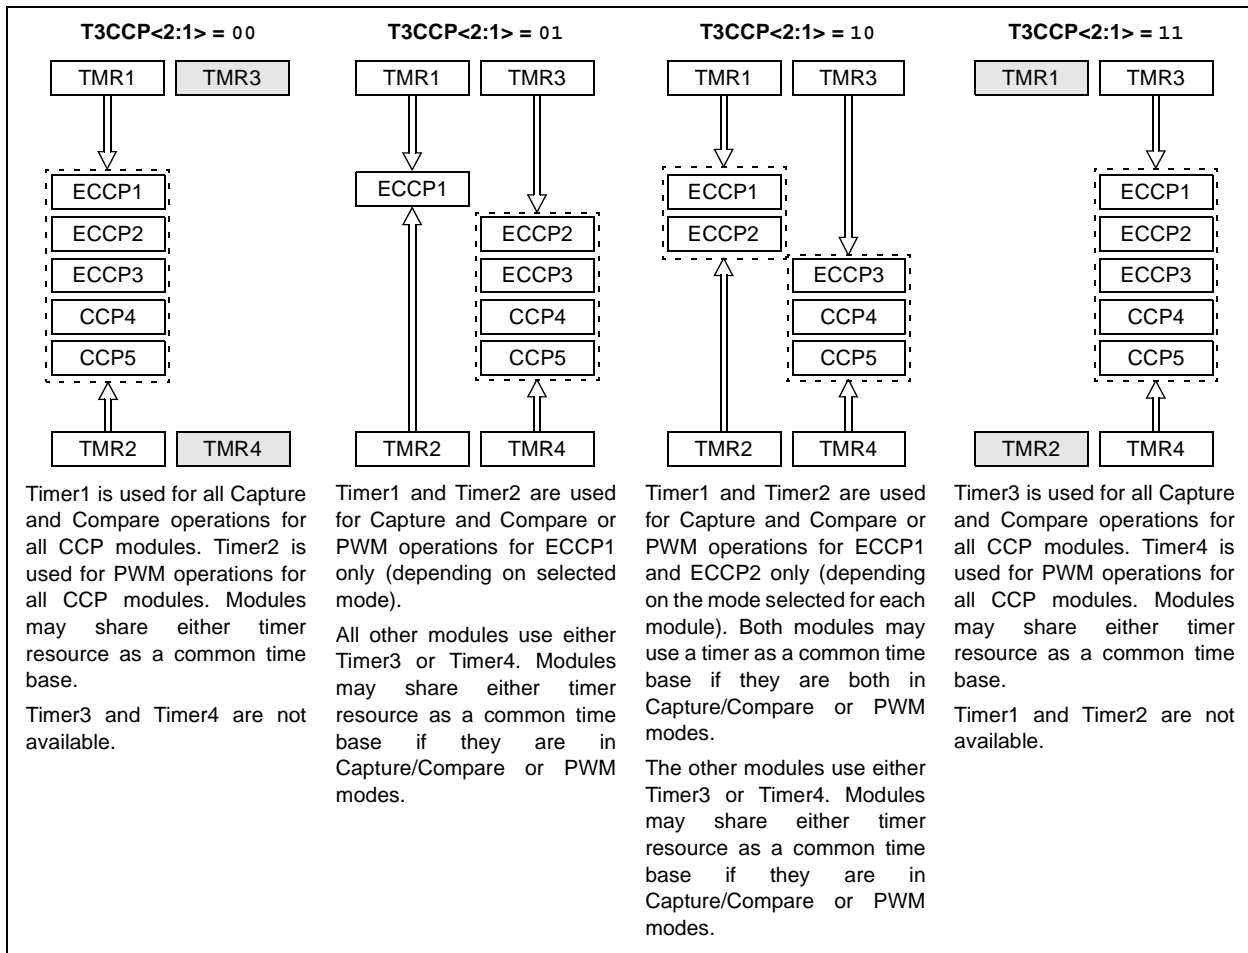 T3CCP<2:1> = 00
TMR1
TMR3
ECCP1
ECCP2
ECCP3
CCP4
CCP5
TMR2
TMR4
Timer1 is used for all Capture
and Compare operations for
all CCP modules. Timer2 is
used for PWM operations for
all CCP modules. Modules
may share either timer
resource as a common time
base.
Timer3 and Timer4 are not
available.
T3CCP<2:1> = 01
TMR1
TMR3
ECCP1
ECCP2
ECCP3
CCP4
CCP5
TMR2
TMR4
Timer1 and Timer2 are used
for Capture and Compare or
PWM operations for ECCP1
only (depending on selected
mode).
All other modules use either
Timer3 or Timer4. Modules
may share either timer
resource as a common time
base if they are in
Capture/Compare or PWM
modes.
T3CCP<2:1> = 10
TMR1
TMR3
ECCP1
ECCP2
ECCP3
CCP4
CCP5
TMR2
TMR4
Timer1 and Timer2 are used
for Capture and Compare or
PWM operations for ECCP1
and ECCP2 only (depending
on the mode selected for each
module). Both modules may
use a timer as a common time
base if they are both in
Capture/Compare or PWM
modes.
The other modules use either
Timer3 or Timer4. Modules
may share either timer
resource as a common time
base if they are in
Capture/Compare or PWM
modes.
T3CCP<2:1> = 11
TMR1
TMR3
ECCP1
ECCP2
ECCP3
CCP4
CCP5
TMR2
TMR4
Timer3 is used for all Capture
and Compare operations for
all CCP modules. Timer4 is
used for PWM operations for
all CCP modules. Modules
may share either timer
resource as a common time
base.
Timer1 and Timer2 are not
available.